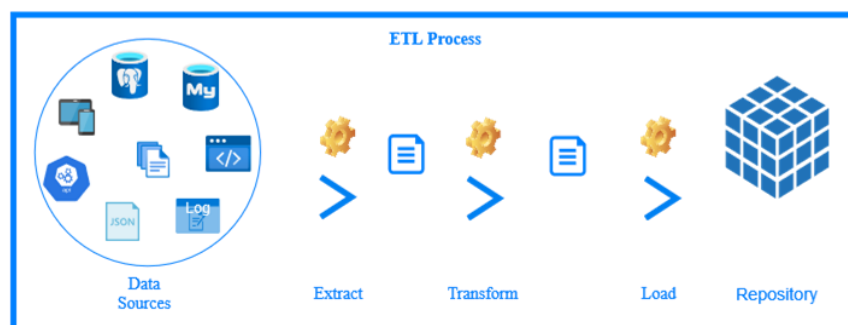 ETL Process
My
</>
Log
JSON
Data
Sources
Extract
Transform
Load
Repository